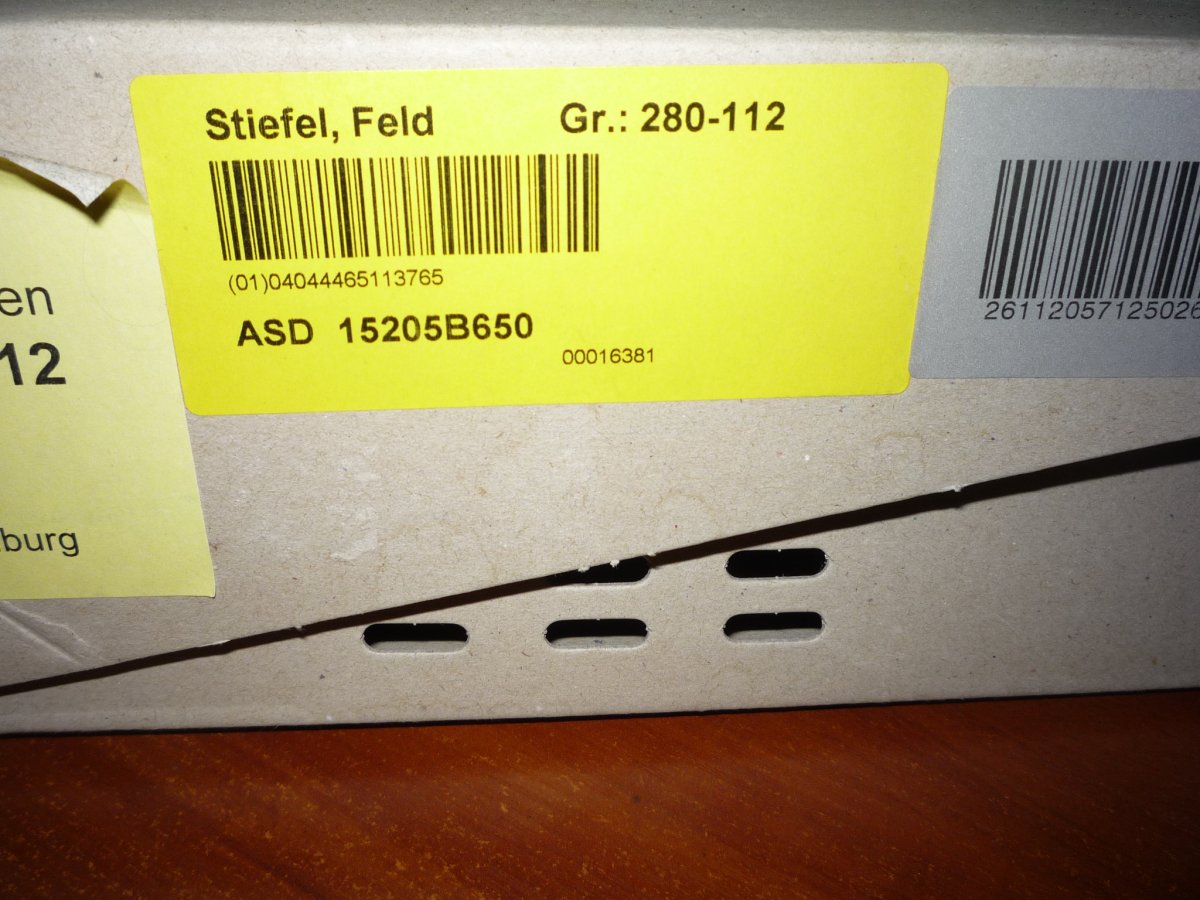 Stiefel, Feld Gr.: 280-112
(01)04044465113765
ASD 15205B650
00016381
en
12
burg
26112057125026